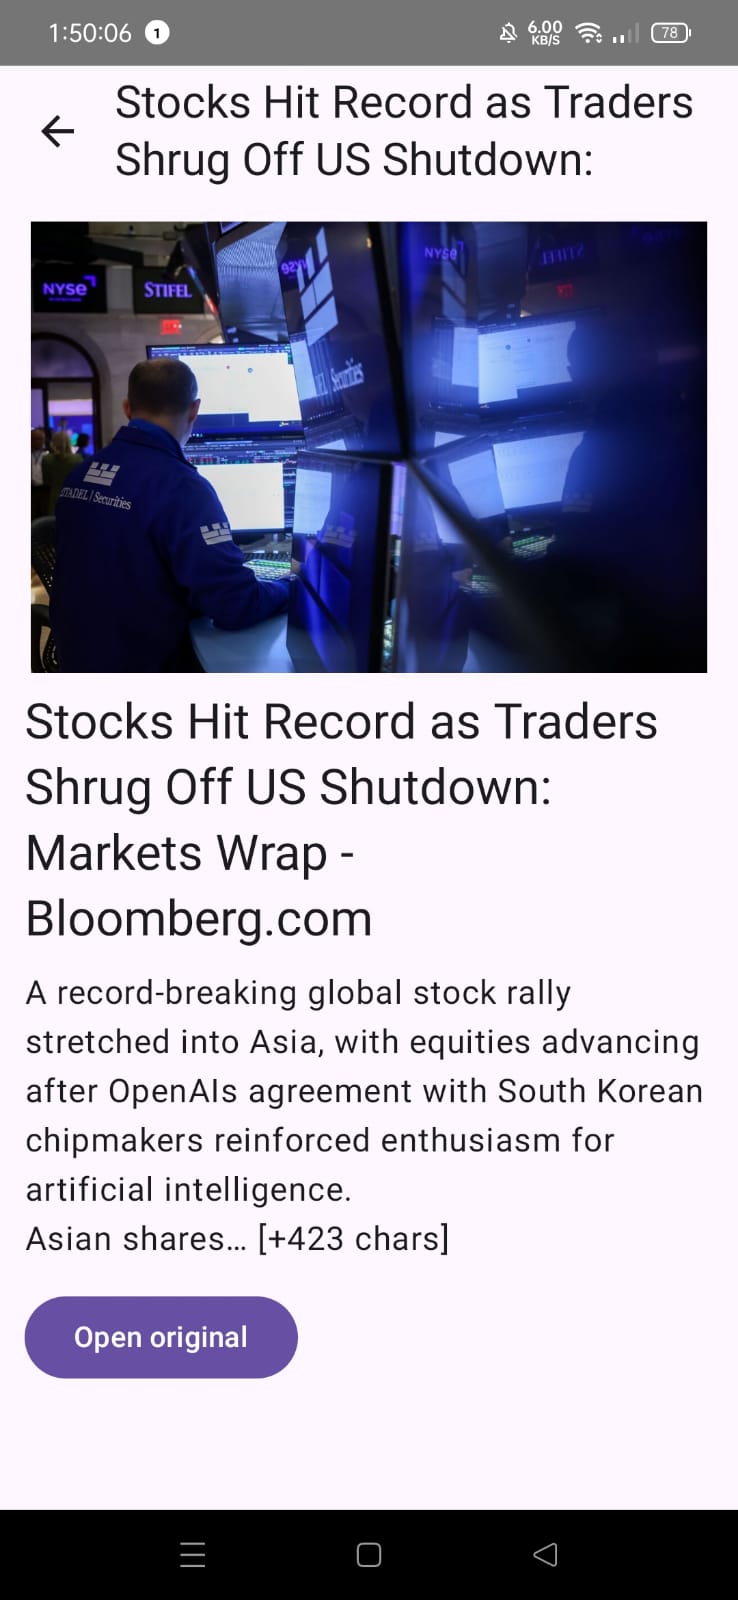 1:50:06 1 6.00 KB/S 78
Stocks Hit Record as Traders
Shrug Off US Shutdown:
NYSE
STIFEL
NYSE
Securities
CITADEL | Securities
Stocks Hit Record as Traders
Shrug Off US Shutdown:
Markets Wrap -
Bloomberg.com
A record-breaking global stock rally
stretched into Asia, with equities advancing
after OpenAIs agreement with South Korean
chipmakers reinforced enthusiasm for
artificial intelligence.
Asian shares… [+423 chars]
Open original